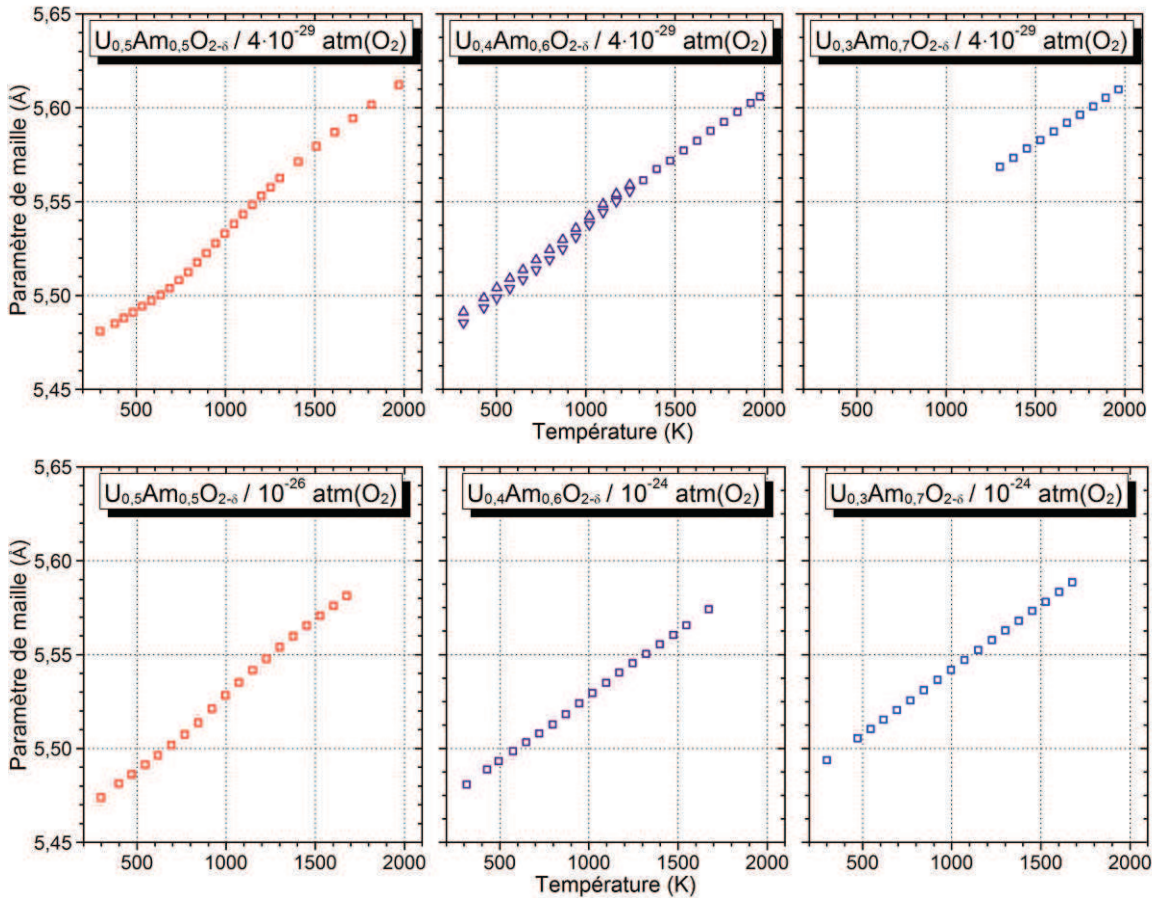 U0,5Am0,5O2-δ / 4·10-29 atm(O2)
U0,4Am0,6O2-δ / 4·10-29 atm(O2)
U0,3Am0,7O2-δ / 4·10-29 atm(O2)
Paramètre de maille (Å)
5,65
5,60
5,55
5,50
5,45
500 1000 1500 2000
500 1000 1500 2000
500 1000 1500 2000
Température (K)
U0,5Am0,5O2-δ / 10-26 atm(O2)
U0,4Am0,6O2-δ / 10-24 atm(O2)
U0,3Am0,7O2-δ / 10-24 atm(O2)
Paramètre de maille (Å)
5,65
5,60
5,55
5,50
5,45
500 1000 1500 2000
500 1000 1500 2000
500 1000 1500 2000
Température (K)